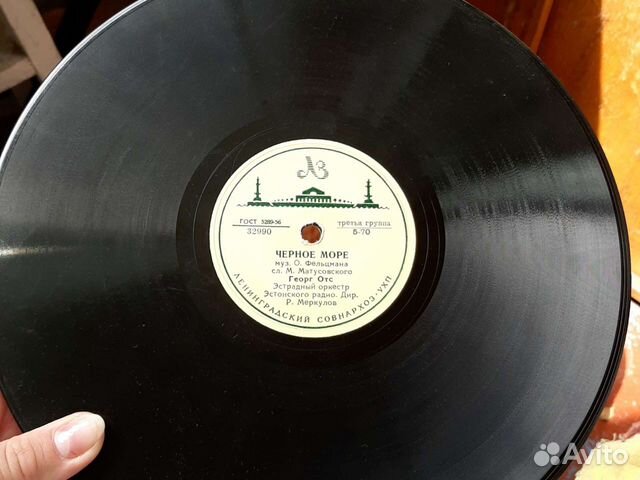 ЛЗ
ГОСТ 5289-56 третья группа
32990 5-70
ЧЕРНОЕ МОРЕ
муз. О. Фельцмана
сл. М. Матусовского
Георг Отс
Эстрадный оркестр
Эстонского радио. Дир.
Р. Меркулов
ЛЕНИНГРАДСКИЙ СОВНАРХОЗ·УХП
Avito